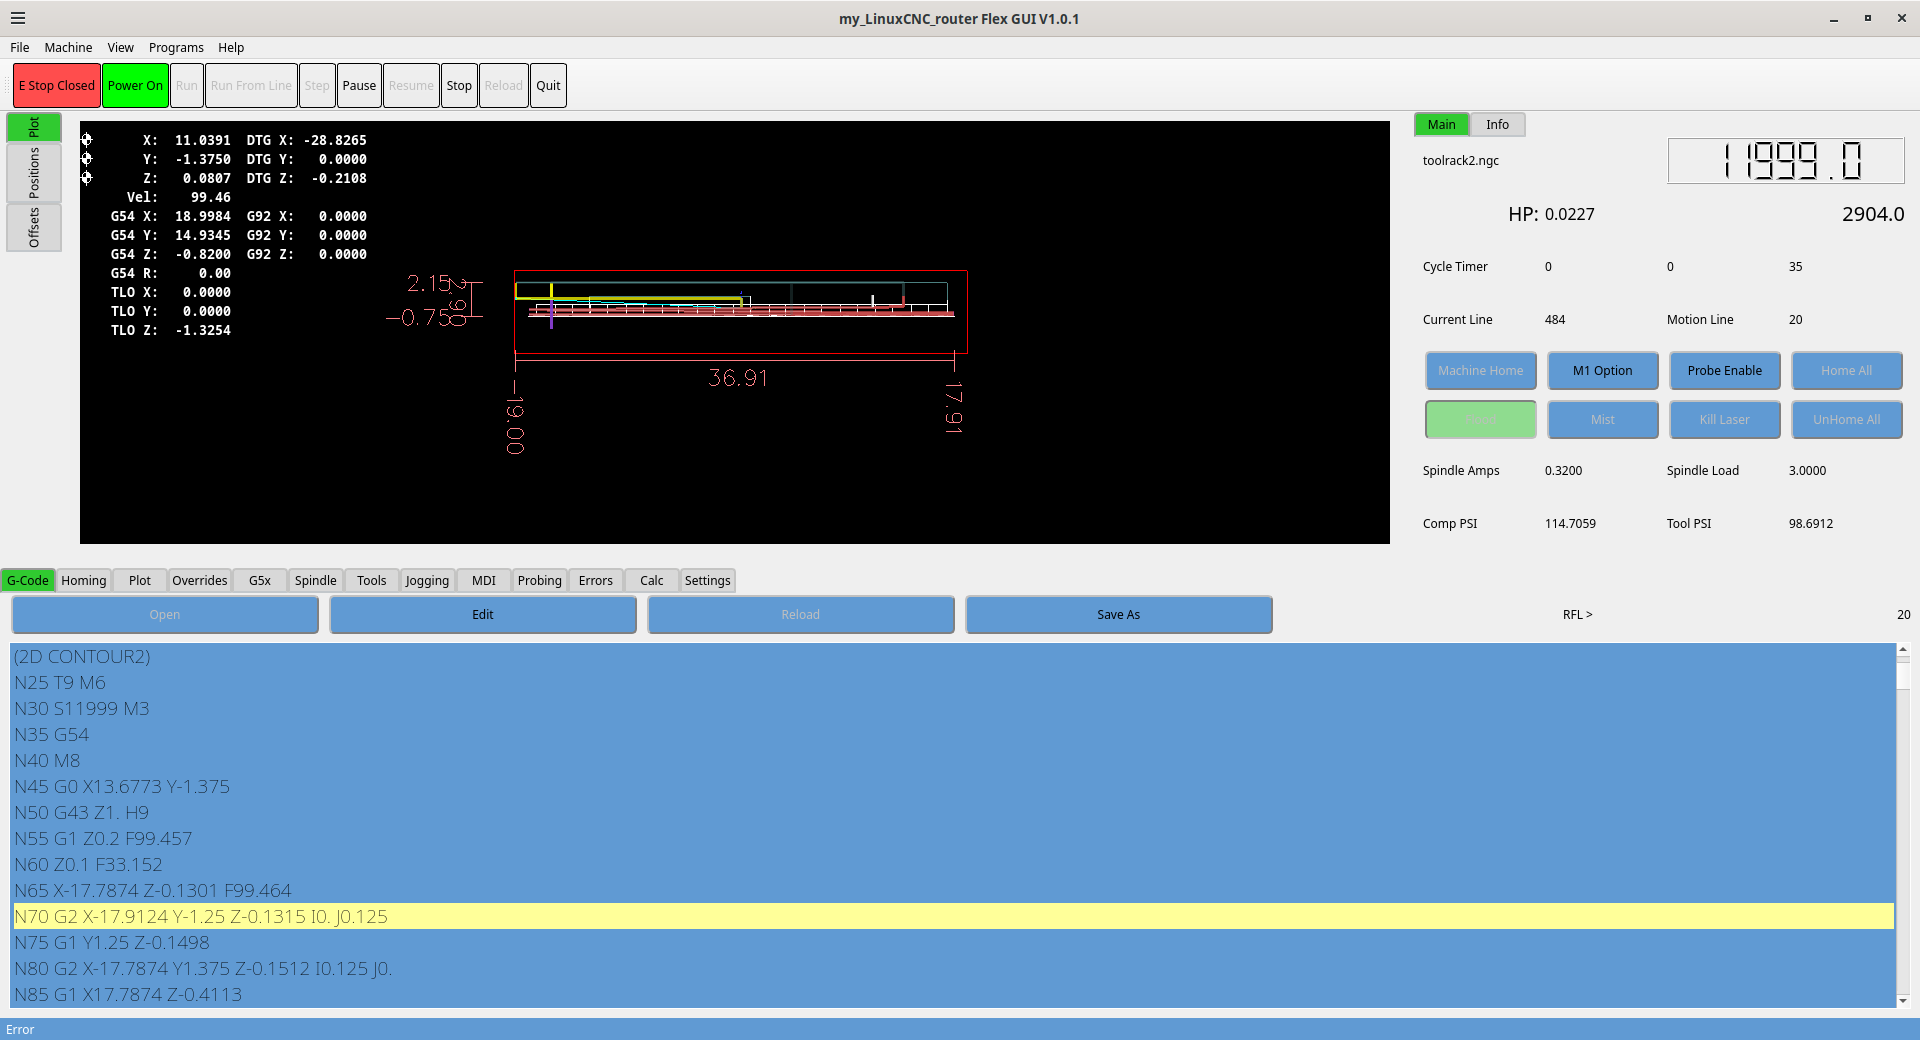 my_LinuxCNC_router Flex GUI V1.0.1
File Machine View Programs Help
E Stop Closed Power On Run Run From Line Step Pause Resume Stop Reload Quit
Plot
Positions
Offsets
X: 11.0391 DTG X: -28.8265
Y: -1.3750 DTG Y: 0.0000
Z: 0.0807 DTG Z: -0.2108
Vel: 99.46
G54 X: 18.9984 G92 X: 0.0000
G54 Y: 14.9345 G92 Y: 0.0000
G54 Z: -0.8200 G92 Z: 0.0000
G54 R: 0.00
TLO X: 0.0000
TLO Y: 0.0000
TLO Z: -1.3254
2.15
2.90
-0.75
36.91
-19.00
17.91
Main Info
toolrack2.ngc 11999.0
HP: 0.0227 2904.0
Cycle Timer 0 0 35
Current Line 484 Motion Line 20
Machine Home M1 Option Probe Enable Home All
Mist Kill Laser UnHome All
Spindle Amps 0.3200 Spindle Load 3.0000
Comp PSI 114.7059 Tool PSI 98.6912
G-Code Homing Plot Overrides G5x Spindle Tools Jogging MDI Probing Errors Calc Settings
Open Edit Reload Save As RFL > 20
(2D CONTOUR2)
N25 T9 M6
N30 S11999 M3
N35 G54
N40 M8
N45 G0 X13.6773 Y-1.375
N50 G43 Z1. H9
N55 G1 Z0.2 F99.457
N60 Z0.1 F33.152
N65 X-17.7874 Z-0.1301 F99.464
N70 G2 X-17.9124 Y-1.25 Z-0.1315 I0. J0.125
N75 G1 Y1.25 Z-0.1498
N80 G2 X-17.7874 Y1.375 Z-0.1512 I0.125 J0.
N85 G1 X17.7874 Z-0.4113
Error